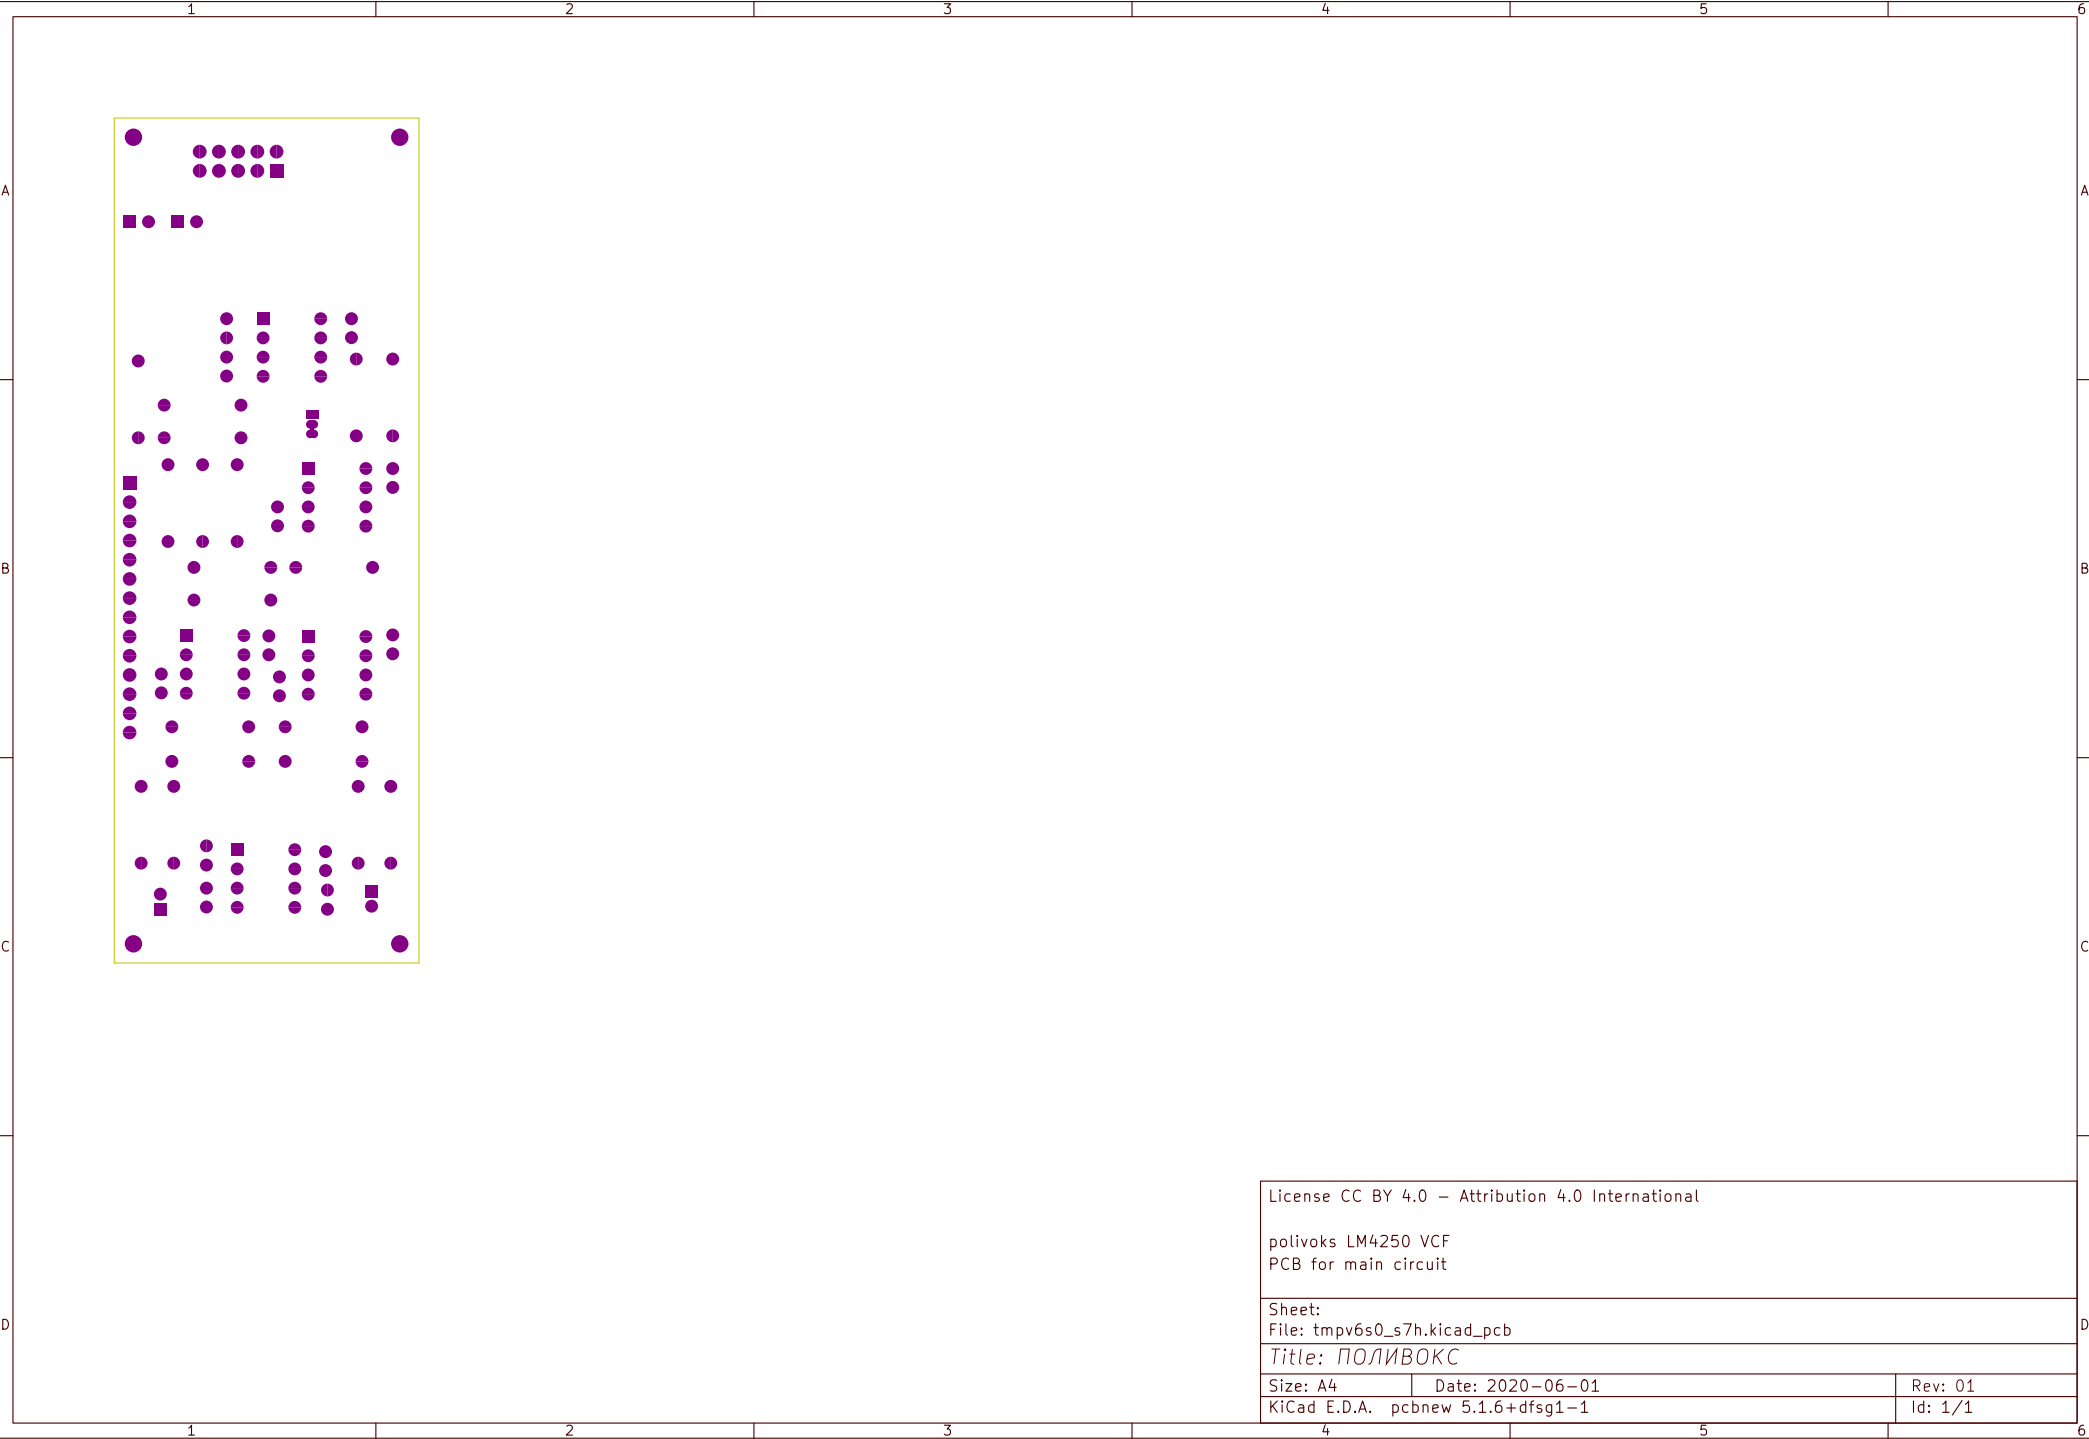 1 2 3 4 5 6
A A
B B
C C
License CC BY 4.0 – Attribution 4.0 International
polivoks LM4250 VCF
PCB for main circuit
Sheet:
D D
File: tmpv6s0_s7h.kicad_pcb
Title: ПОЛИВОКС
Size: A4 Date: 2020–06–01 Rev: 01
KiCad E.D.A. pcbnew 5.1.6+dfsg1–1 Id: 1/1
1 2 3 4 5 6